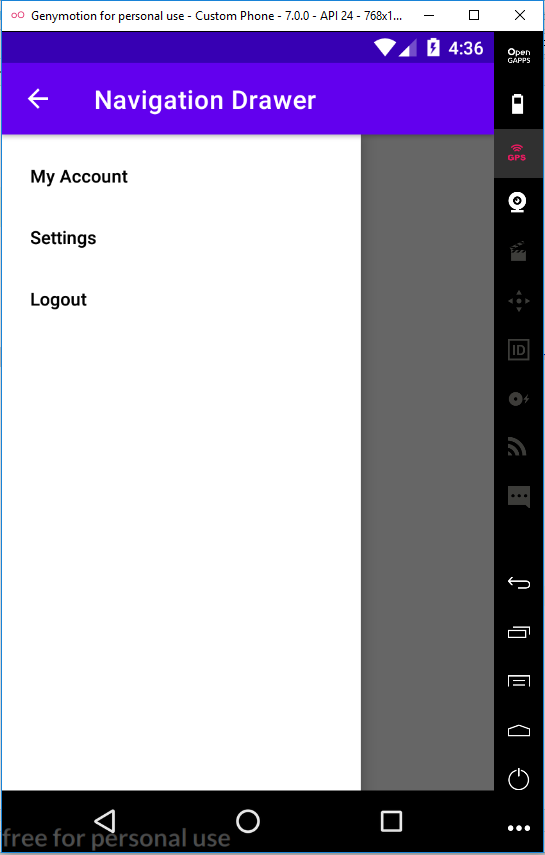 Genymotion for personal use - Custom Phone - 7.0.0 - API 24 - 768x1...
4:36
Open
GAPPS
Navigation Drawer
GPS
My Account
Settings
Logout
ID
free for personal use